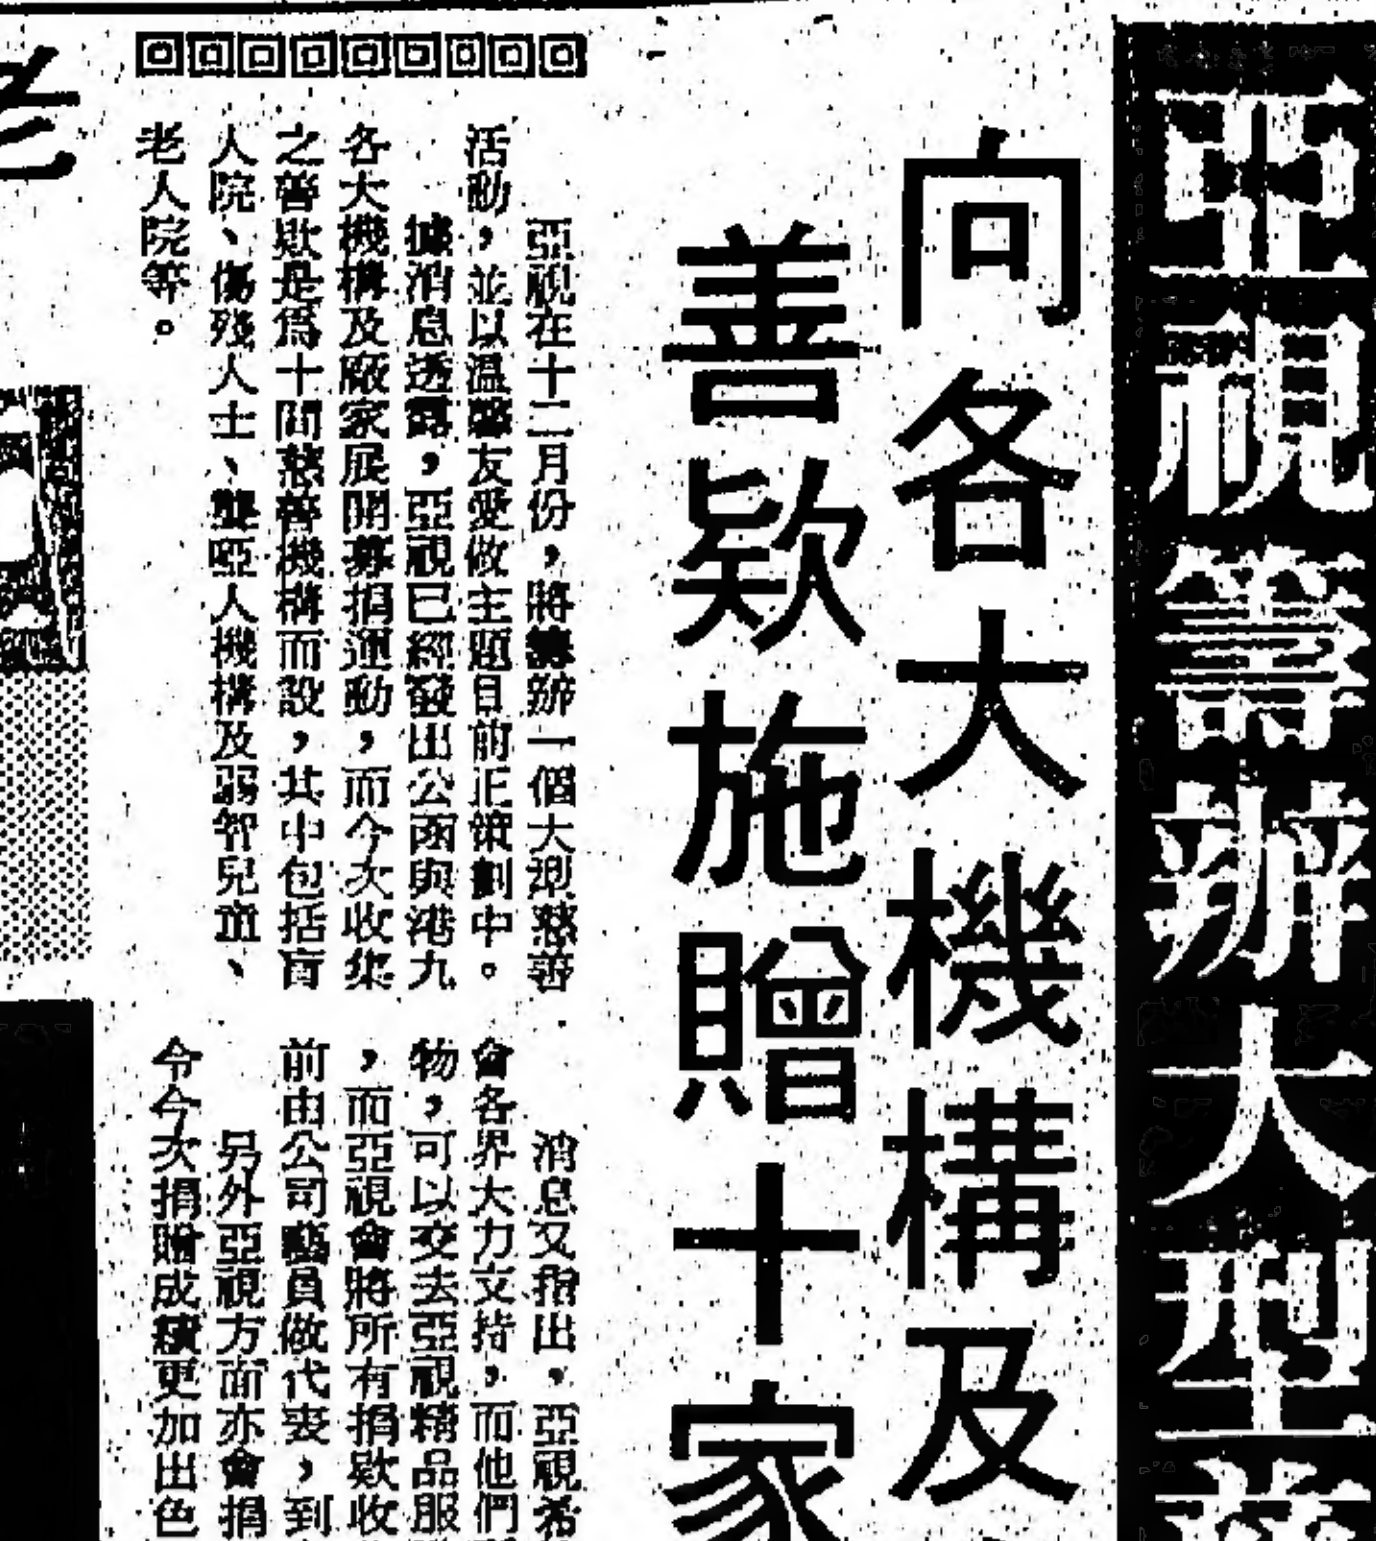 亞視籌辦大型
向各大機構及
善欵施贈十家
亞視在十二月份，將籌辦一個大型慈善
活動，並以溫馨友愛做主題目前正策劃中。
據消息透露，亞視已經發出公函與港九
各大機構及廠家展開募捐運動，而今次收集
之善欵是為十間慈善機構而設，其中包括盲
人院、傷殘人士、聾啞人機構及弱智兒童、
老人院等。
消息又指出，亞視希
會各界大力支持，而他們
物，可以交去亞視精品服
，而亞視會將所有捐欵收
前由公司藝員做代表，到
另外亞視方面亦會捐
令今次捐贈成績更加出色
老